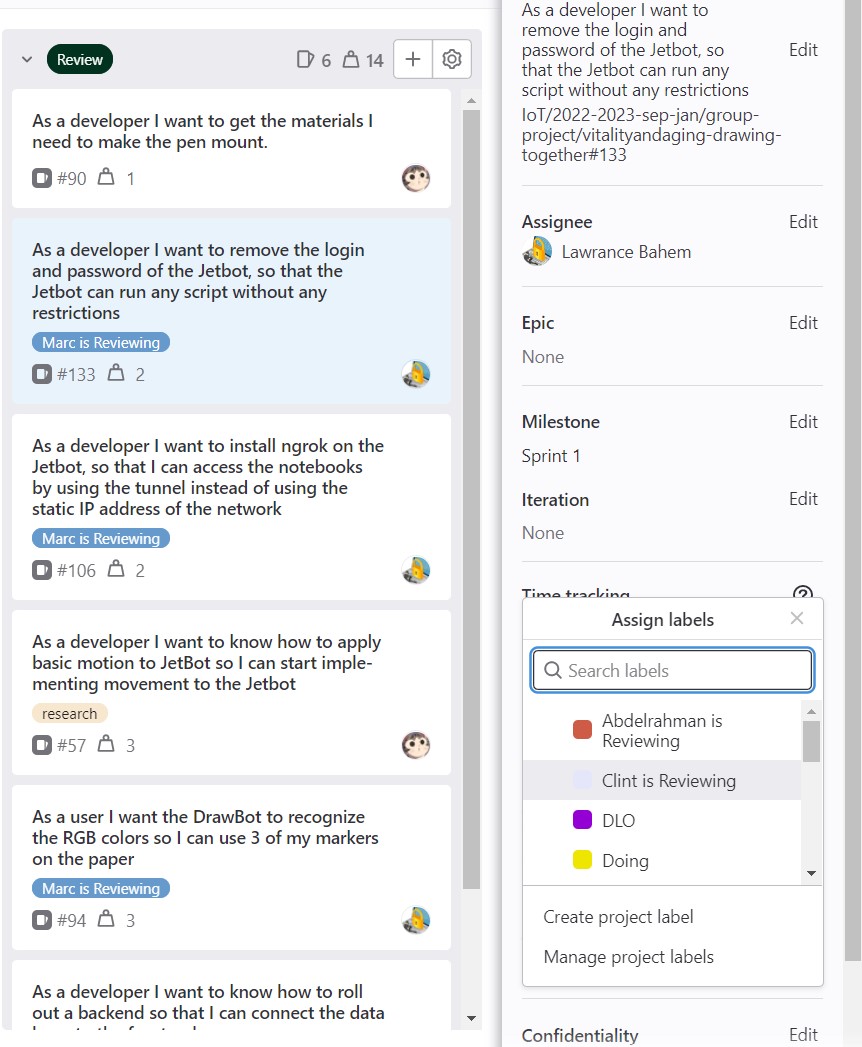 Review
6
14
As a developer I want to get the materials I
need to make the pen mount.
#90
1
As a developer I want to remove the login
and password of the Jetbot, so that the
Jetbot can run any script without any
restrictions
Marc is Reviewing
#133
2
As a developer I want to install ngrok on the
Jetbot, so that I can access the notebooks
by using the tunnel instead of using the
static IP address of the network
Marc is Reviewing
#106
2
As a developer I want to know how to apply
basic motion to JetBot so I can start imple-
menting movement to the Jetbot
research
#57
3
As a user I want the DrawBot to recognize
the RGB colors so I can use 3 of my markers
on the paper
Marc is Reviewing
#94
3
As a developer I want to know how to roll
out a backend so that I can connect the data
As a developer I want to
remove the login and
password of the Jetbot, so
that the Jetbot can run any
script without any restrictions
Edit
IoT/2022-2023-sep-jan/group-
project/vitalityandaging-drawing-
together#133
Assignee
Edit
Lawrance Bahem
Epic
Edit
None
Milestone
Edit
Sprint 1
Iteration
Edit
None
Time tracking
Assign labels
Search labels
Abdelrahman is
Reviewing
Clint is Reviewing
DLO
Doing
Create project label
Manage project labels
Confidentiality
Edit